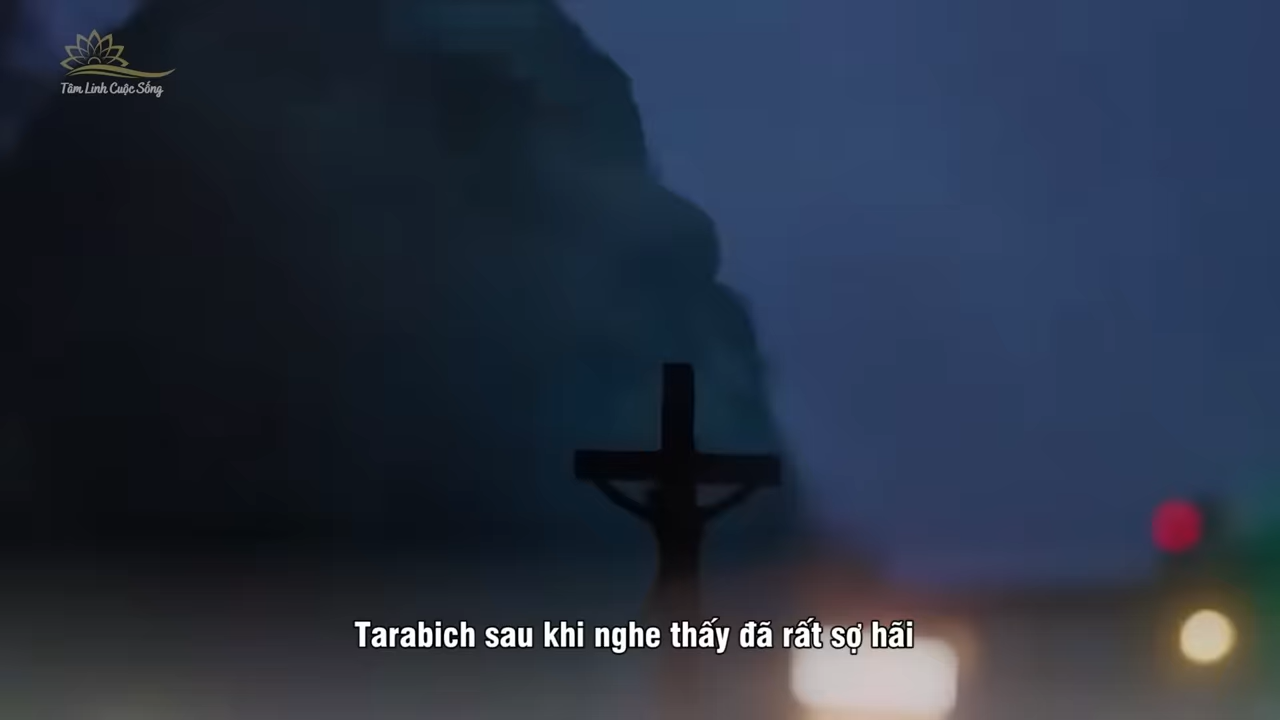 Tâm Linh Cuộc Sống
Tarabich sau khi nghe thấy đã rất sợ hãi